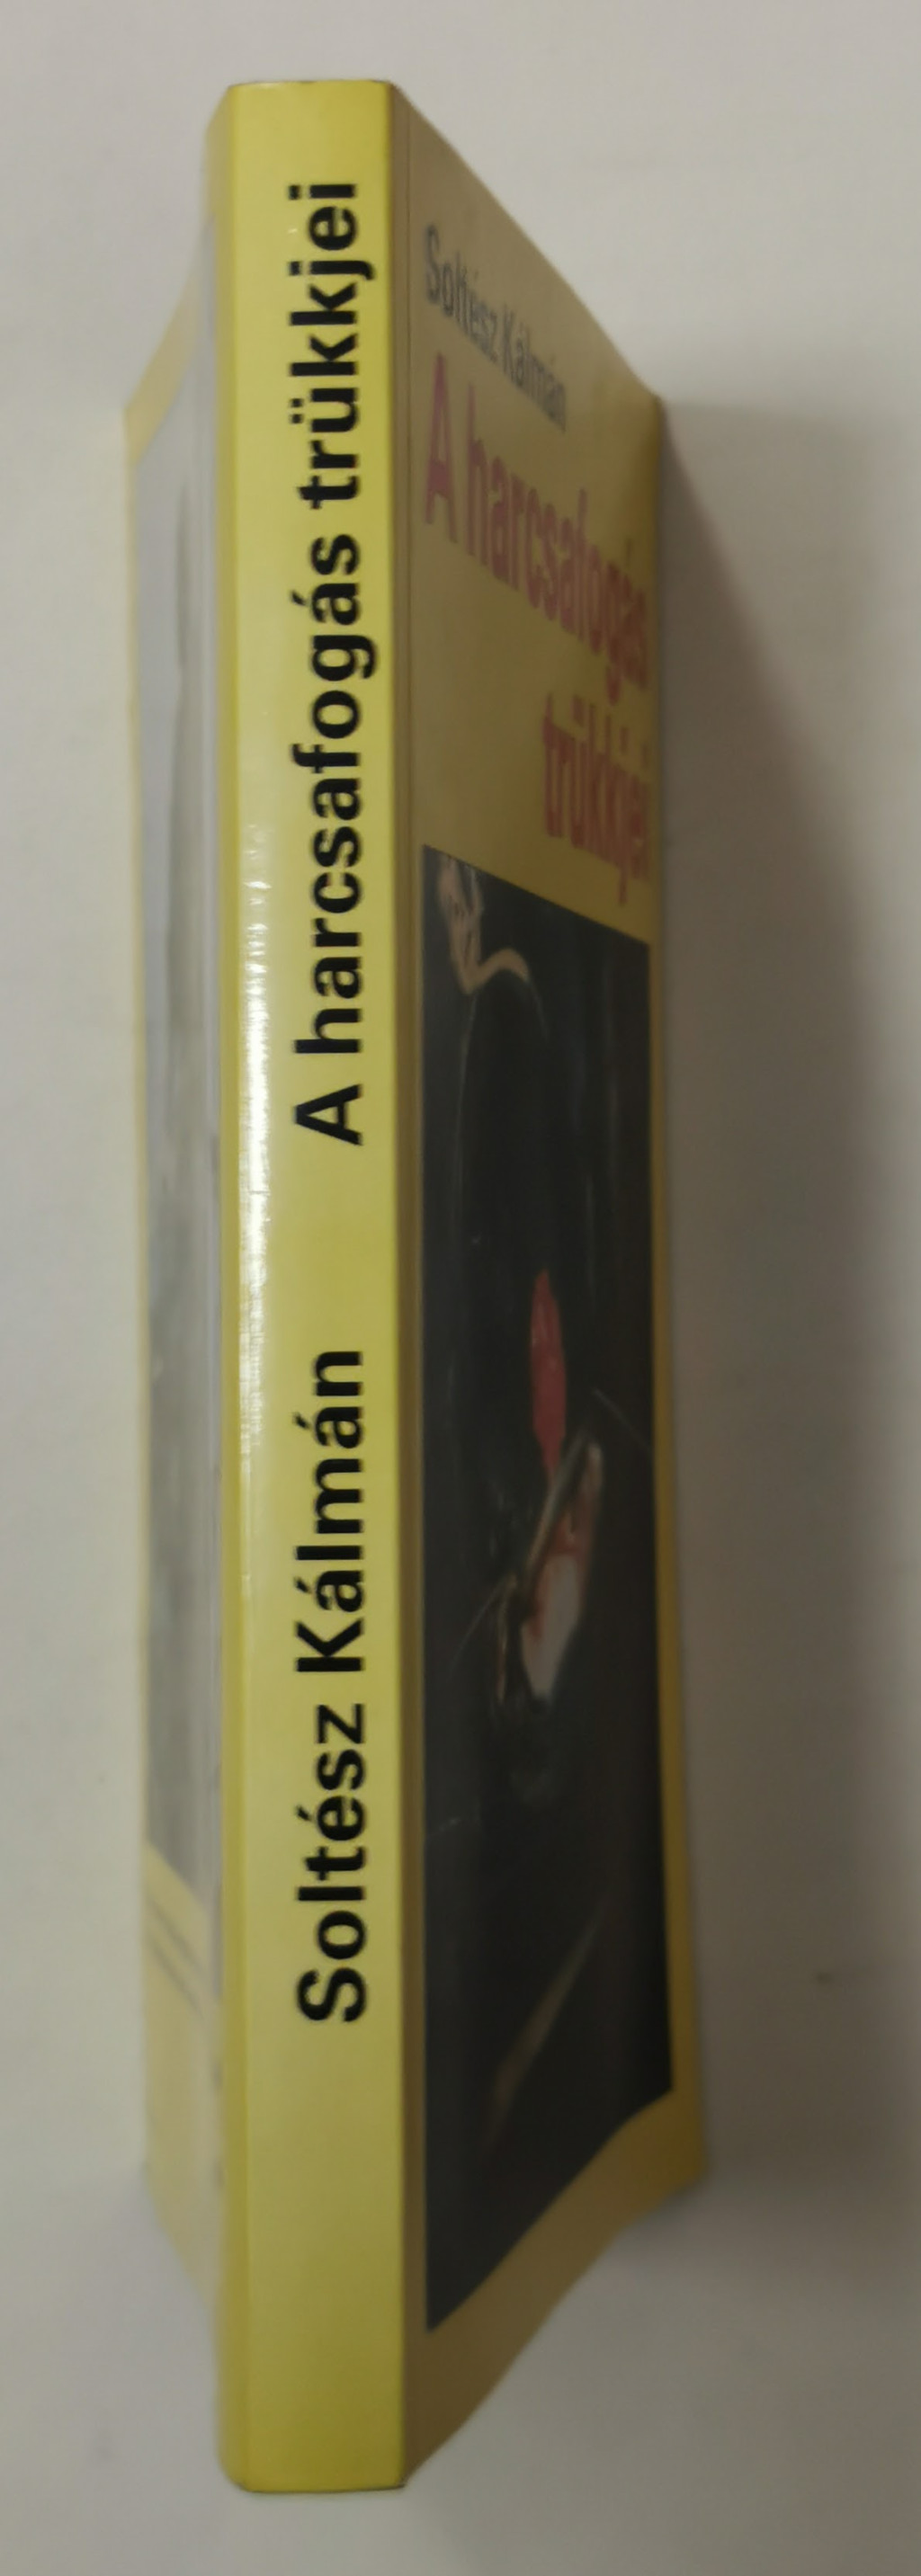 Soltész Kálmán A harcsafogás trükkjei
Soltész Kálmán
A harcsafogás
trükkjei